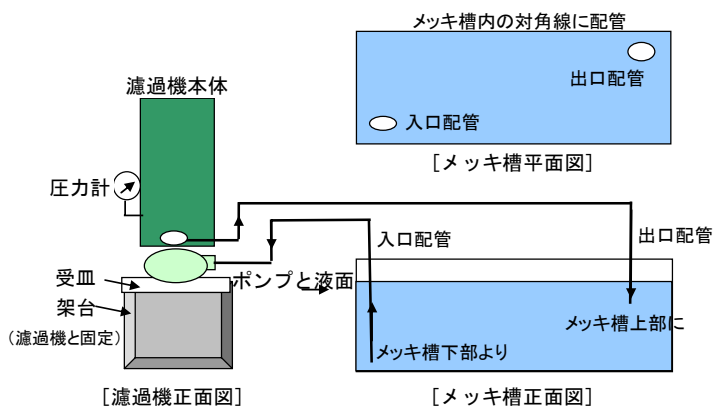 メッキ槽内の対角線に配管
出口配管
入口配管
[メッキ槽平面図]
濾過機本体
圧力計
入口配管
出口配管
受皿
ポンプと液面
架台
(濾過機と固定)
メッキ槽上部に
メッキ槽下部より
[濾過機正面図]
[メッキ槽正面図]